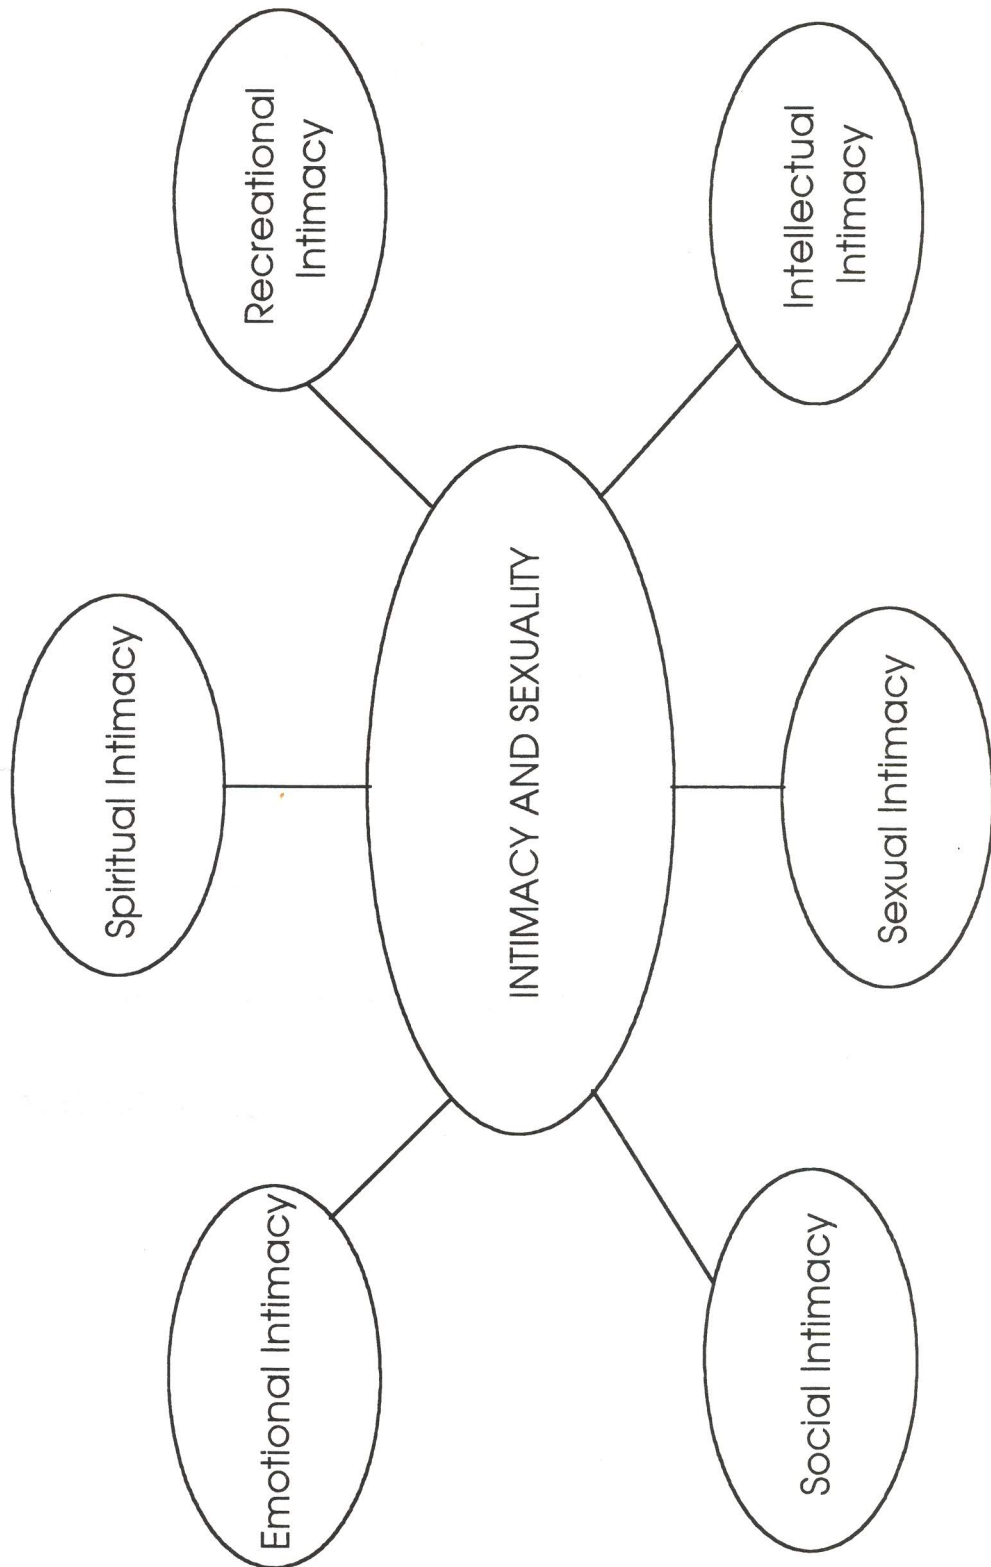 Emotional Intimacy
Spiritual Intimacy
Recreational
Intimacy
INTIMACY AND SEXUALITY
Social Intimacy
Sexual Intimacy
Intellectual
Intimacy